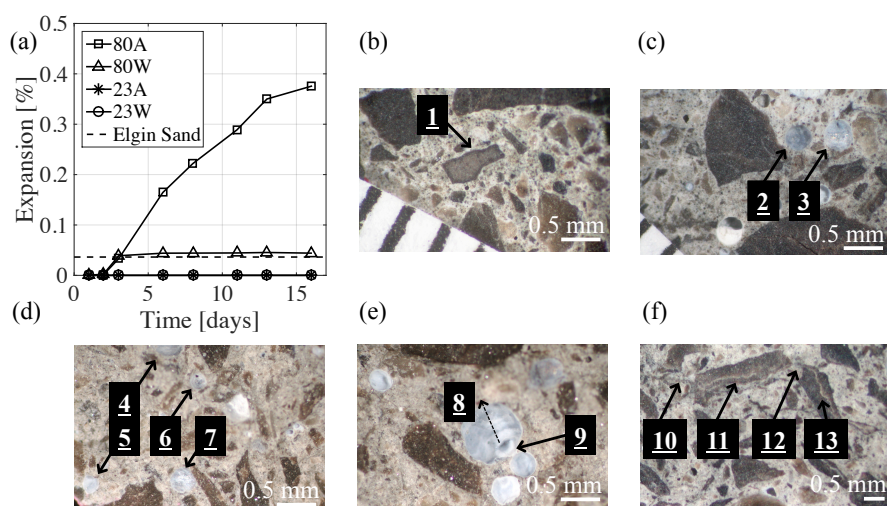 (a)
0.5
0.4
0.3
0.2
0.1
0
0 5 10 15
Expansion [%]
Time [days]
80A
80W
23A
23W
Elgin Sand
(b)
1
0.5 mm
(c)
2 3
0.5 mm
(d)
4
5 6 7
0.5 mm
(e)
8
9
0.5 mm
(f)
10 11 12 13
0.5 mm